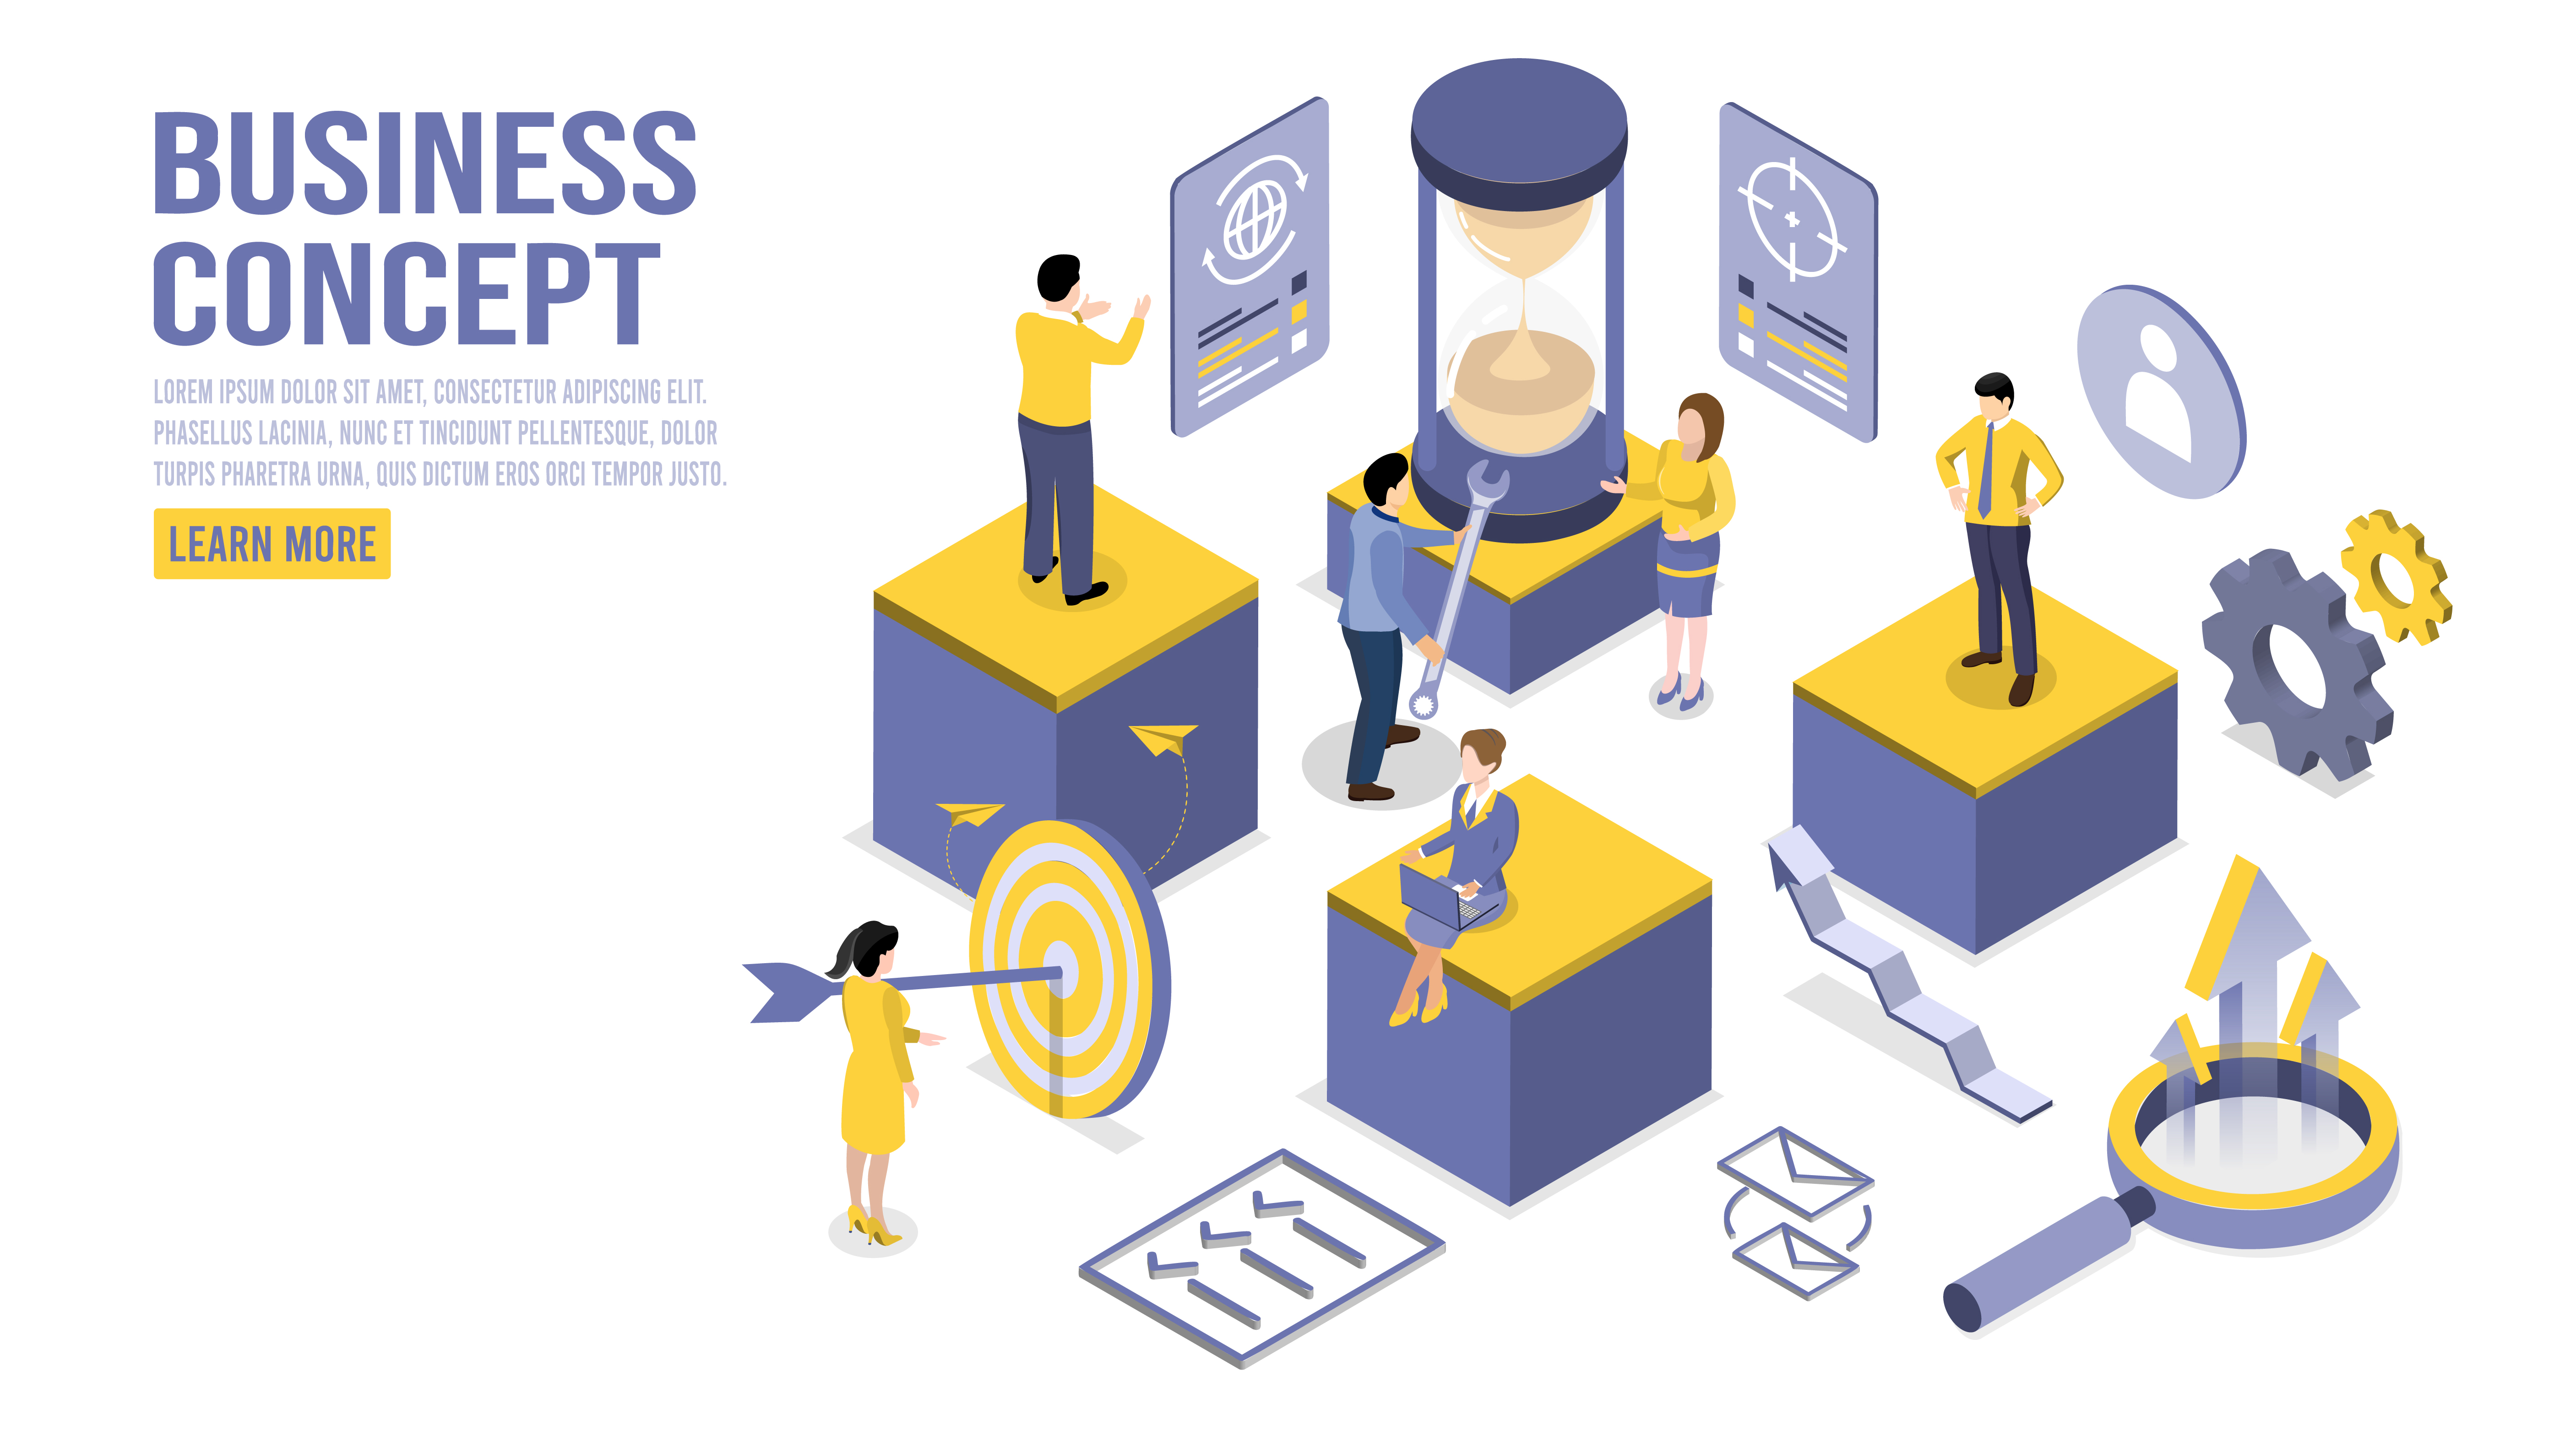 BUSINESS
CONCEPT
LOREM IPSUM DOLOR SIT AMET, CONSECTETUR ADIPISCING ELIT.
PHASELLUS LACINIA, NUNC ET TINCIDUNT PELLENTESQUE, DOLOR
TURPIS PHARETRA URNA, QUIS DICTUM EROS ORCI TEMPOR JUSTO.
LEARN MORE